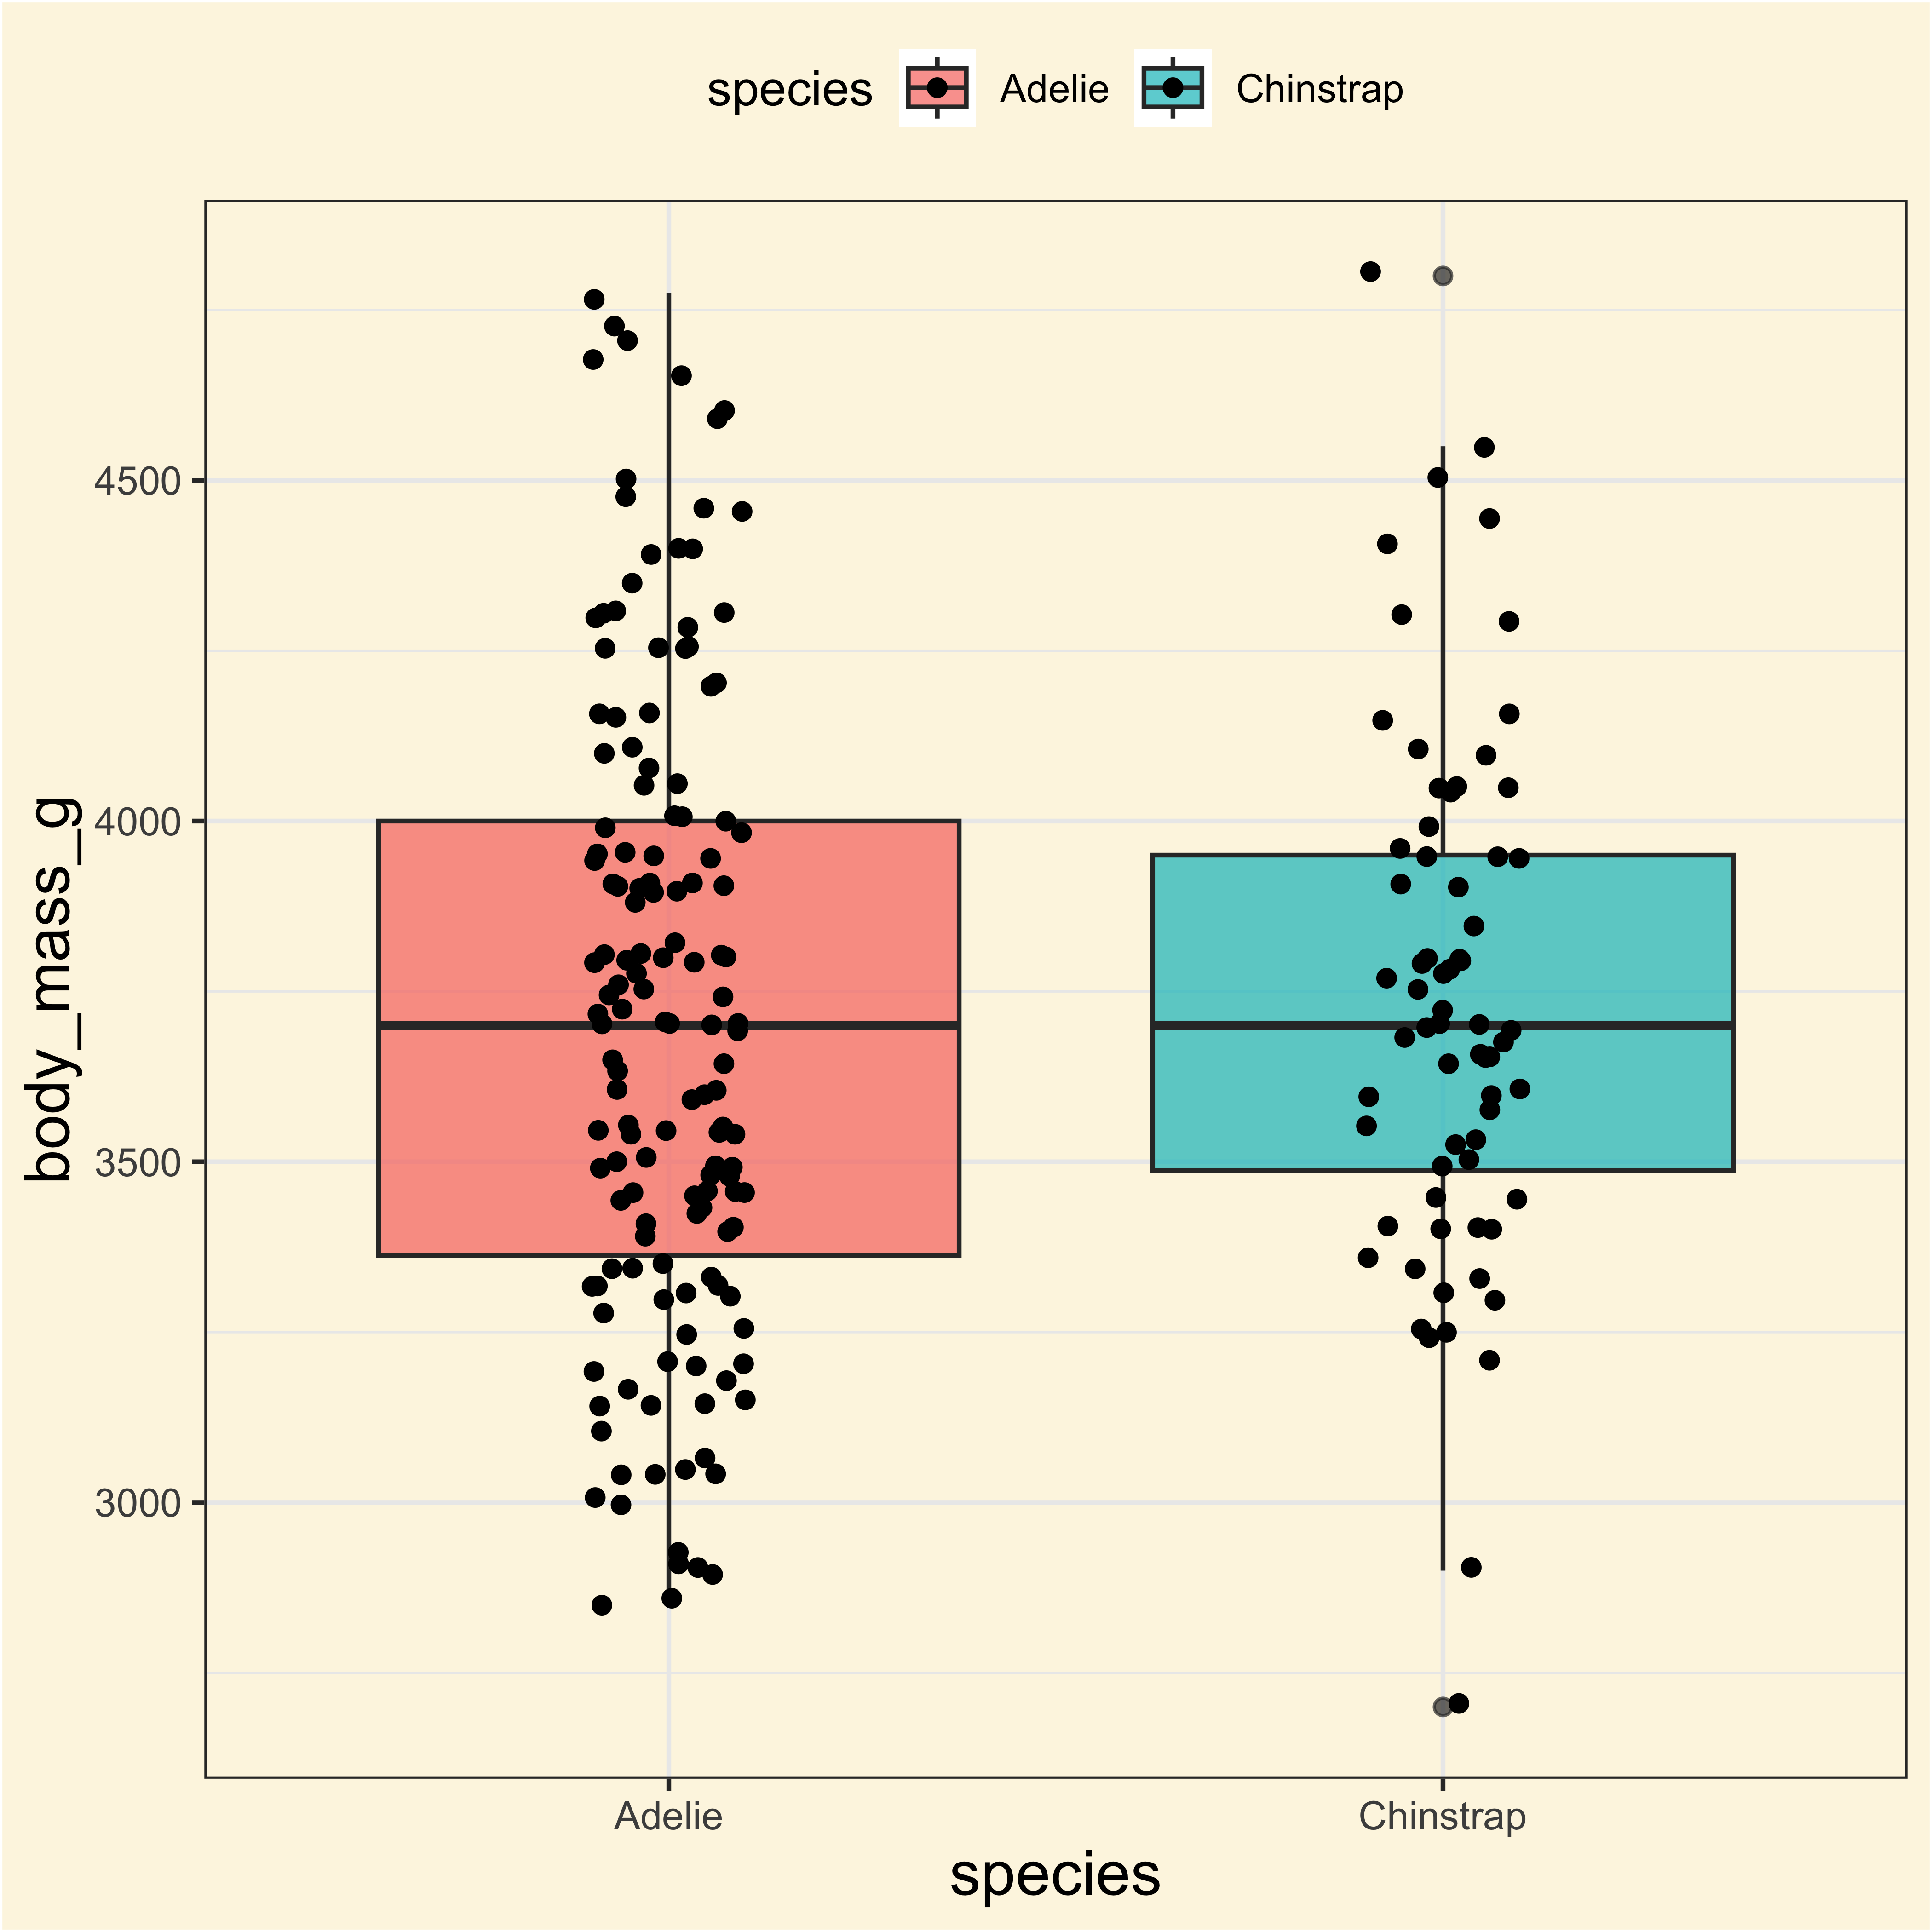 species Adelie Chinstrap
body_mass_g
4500
4000
3500
3000
Adelie Chinstrap
species